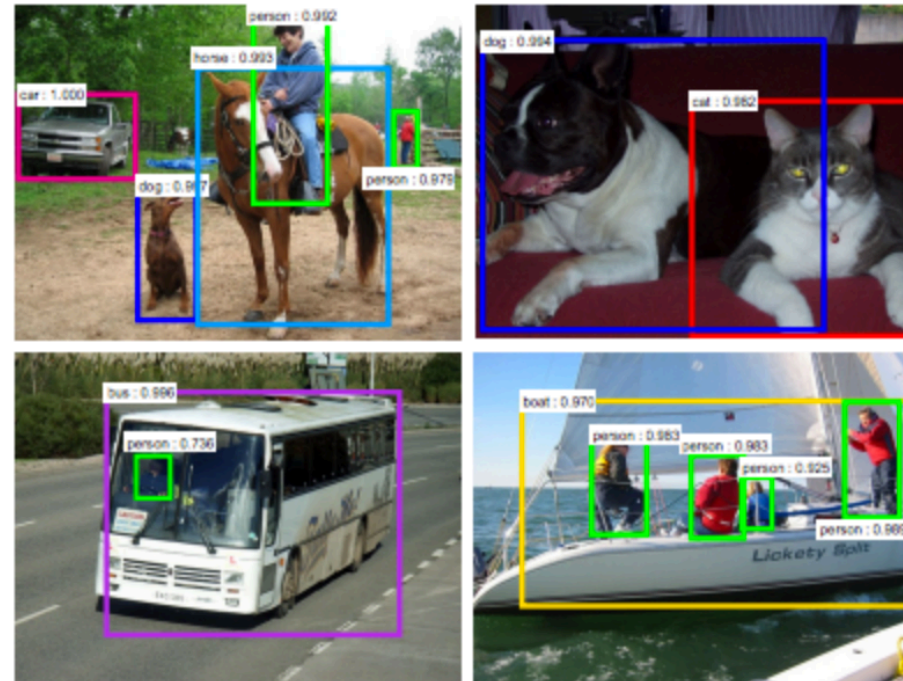 person : 0.992
horse : 0.993
car : 1.000
dog : 0.997
person : 0.979
dog : 0.994
cat : 0.982
bus : 0.996
person : 0.736
boat : 0.970
person : 0.983
person : 0.983
person : 0.925
person : 0.989
Lickety Split